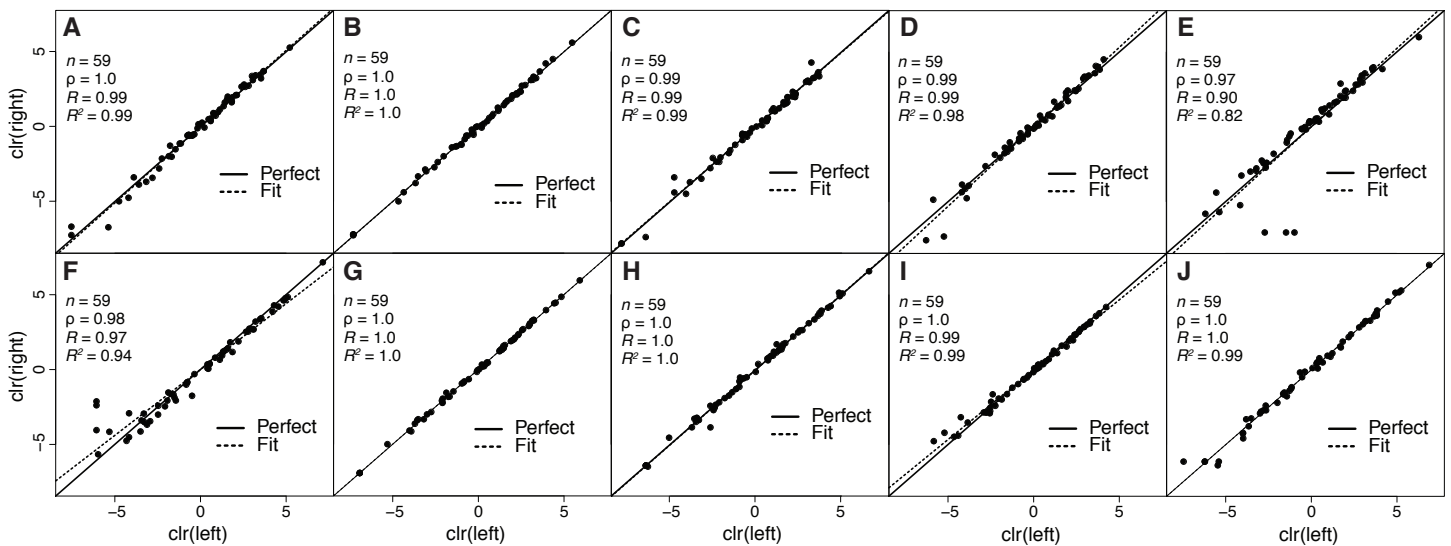 A
n = 59
ρ = 1.0
R = 0.99
R² = 0.99
Perfect
Fit
B
n = 59
ρ = 1.0
R = 1.0
R² = 1.0
Perfect
Fit
C
n = 59
ρ = 0.99
R = 0.99
R² = 0.99
Perfect
Fit
D
n = 59
ρ = 0.99
R = 0.99
R² = 0.98
Perfect
Fit
E
n = 59
ρ = 0.97
R = 0.90
R² = 0.82
Perfect
Fit
clr(right)
5
0
−5
F
n = 59
ρ = 0.98
R = 0.97
R² = 0.94
Perfect
Fit
G
n = 59
ρ = 1.0
R = 1.0
R² = 1.0
Perfect
Fit
H
n = 59
ρ = 1.0
R = 1.0
R² = 1.0
Perfect
Fit
I
n = 59
ρ = 1.0
R = 0.99
R² = 0.99
Perfect
Fit
J
n = 59
ρ = 1.0
R = 1.0
R² = 0.99
Perfect
Fit
clr(right)
5
0
−5
−5 0 5
−5 0 5
−5 0 5
−5 0 5
−5 0 5
clr(left)
clr(left)
clr(left)
clr(left)
clr(left)